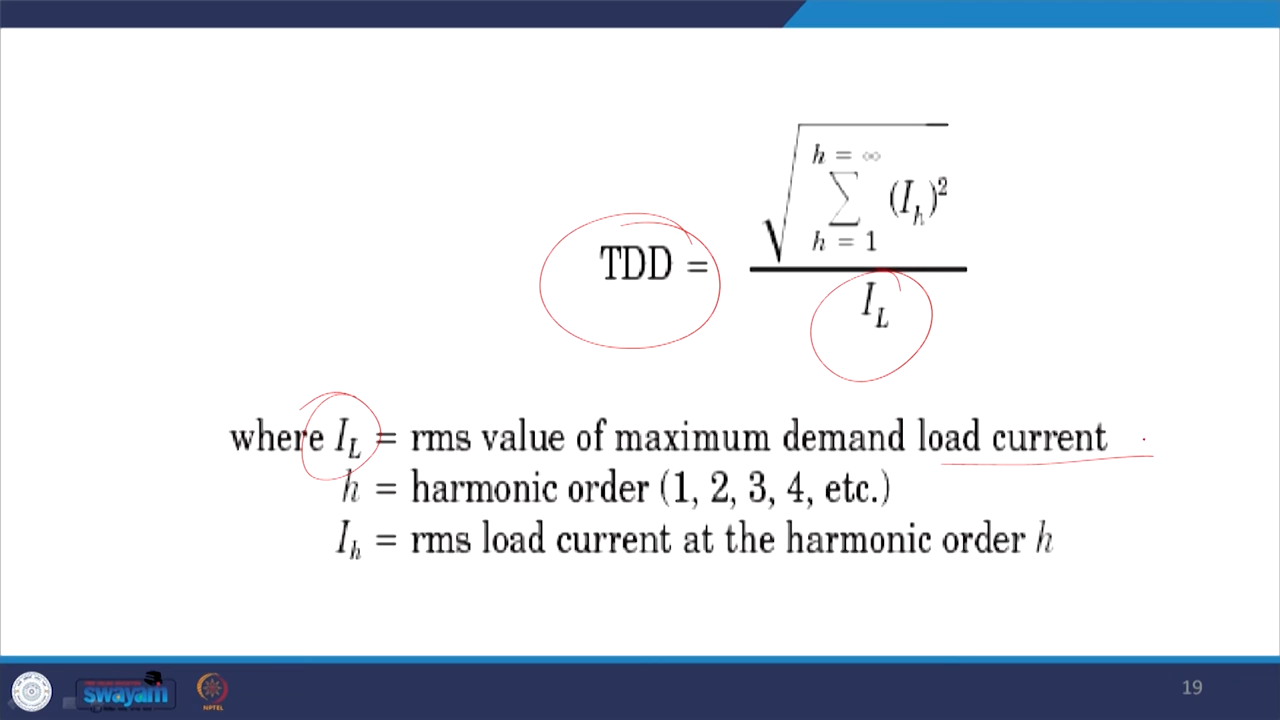 h = ∞
∑ (I_h)²
h = 1
TDD =
I_L
where I_L = rms value of maximum demand load current
h = harmonic order (1, 2, 3, 4, etc.)
I_h = rms load current at the harmonic order h
swayam
NPTEL
19